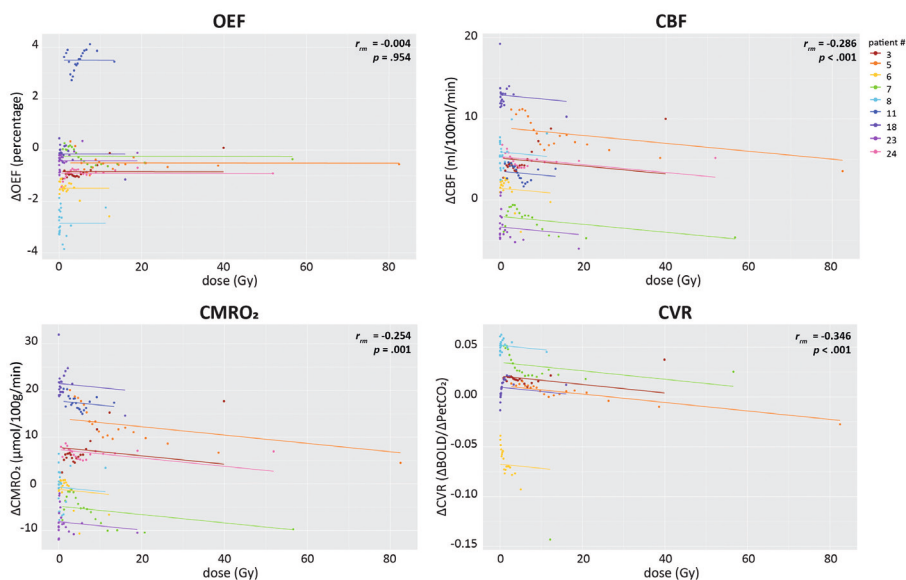 OEF
r_rm = -0.004
p = .954
4
2
0
-2
-4
ΔOEF (percentage)
0
20
40
60
80
dose (Gy)
CBF
r_rm = -0.286
p < .001
20
10
0
ΔCBF (ml/100ml/min)
0
20
40
60
80
dose (Gy)
patient #
3
5
6
7
8
11
18
23
24
CMRO₂
r_rm = -0.254
p = .001
30
20
10
0
-10
ΔCMRO₂ (μmol/100g/min)
0
20
40
60
80
dose (Gy)
CVR
r_rm = -0.346
p < .001
0.05
0.00
-0.05
-0.10
-0.15
ΔCVR (ΔBOLD/ΔPetCO₂)
0
20
40
60
80
dose (Gy)